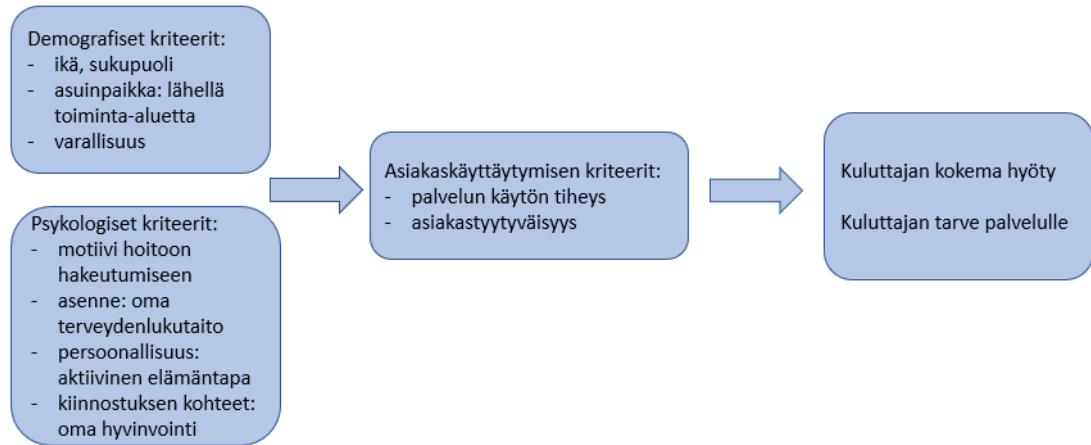 Demografiset kriteerit:
- ikä, sukupuoli
- asuinpaikka: lähellä
toiminta-aluetta
- varallisuus
Psykologiset kriteerit:
- motiivi hoitoon
hakeutumiseen
- asenne: oma
terveydenlukutaito
- persoonallisuus:
aktiivinen elämäntapa
- kiinnostuksen kohteet:
oma hyvinvointi
Asiakaskäyttäytymisen kriteerit:
- palvelun käytön tiheys
- asiakastyytyväisyys
Kuluttajan kokema hyöty
Kuluttajan tarve palvelulle